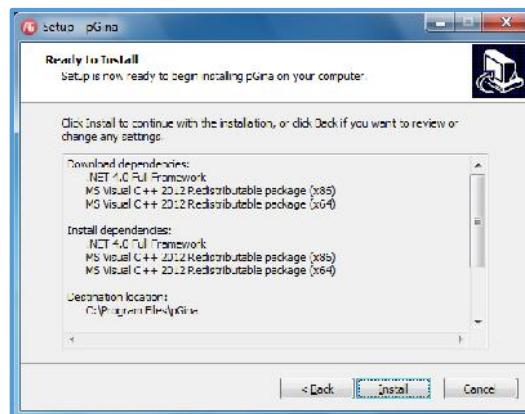 Setup - pGina
Ready to Install
Setup is now ready to begin installing pGina on your computer.
Click Install to continue with the installation, or click Back if you want to review or
change any settings.
Download dependencies:
.NET 4.0 Full Framework
MS Visual C++ 2012 Redistributable package (x86)
MS Visual C++ 2012 Redistributable package (x64)
Install dependencies:
.NET 4.0 Full Framework
MS Visual C++ 2012 Redistributable package (x86)
MS Visual C++ 2012 Redistributable package (x64)
Destination location:
C:\Program Files\pGina
< Back Install Cancel